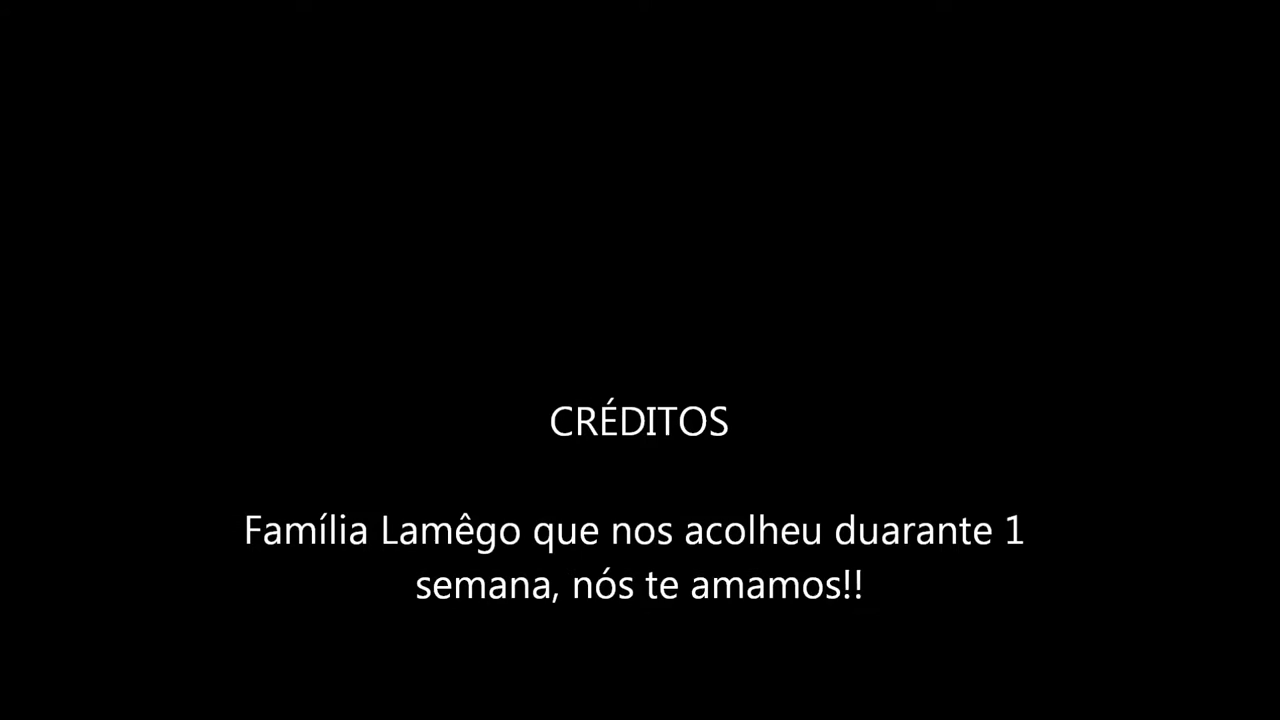 CRÉDITOS
Família Lamêgo que nos acolheu duarante 1
semana, nós te amamos!!